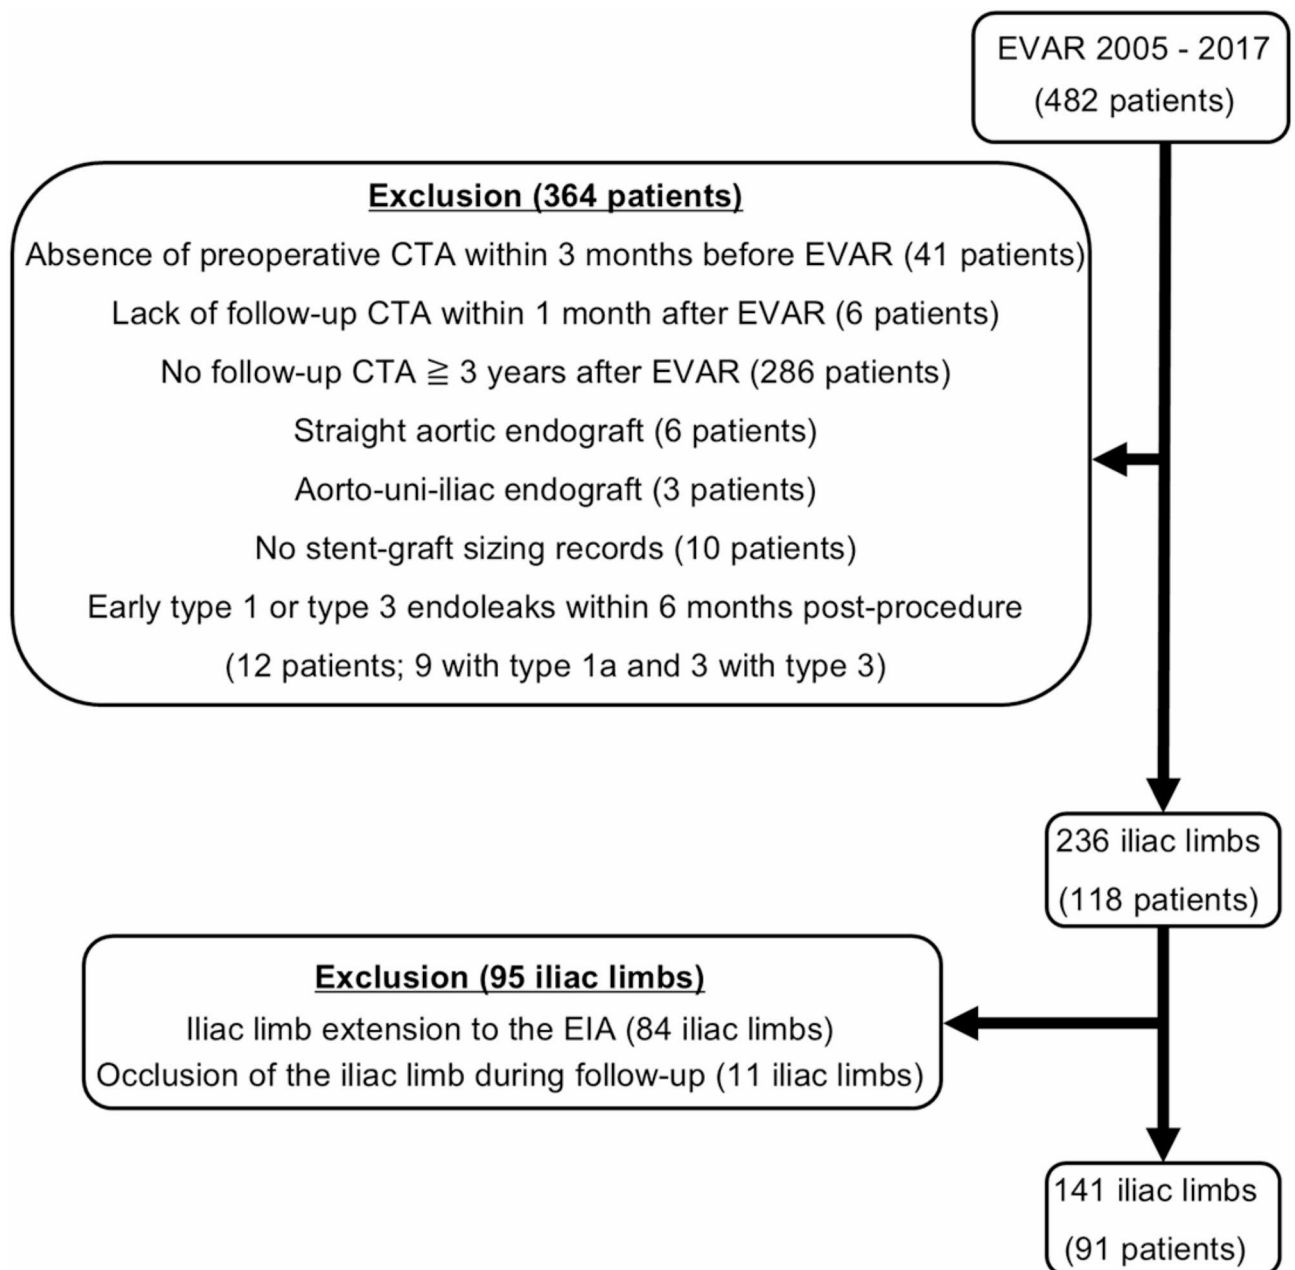 EVAR 2005 - 2017
(482 patients)
Exclusion (364 patients)
Absence of preoperative CTA within 3 months before EVAR (41 patients)
Lack of follow-up CTA within 1 month after EVAR (6 patients)
No follow-up CTA ≧ 3 years after EVAR (286 patients)
Straight aortic endograft (6 patients)
Aorto-uni-iliac endograft (3 patients)
No stent-graft sizing records (10 patients)
Early type 1 or type 3 endoleaks within 6 months post-procedure
(12 patients; 9 with type 1a and 3 with type 3)
236 iliac limbs
(118 patients)
Exclusion (95 iliac limbs)
Iliac limb extension to the EIA (84 iliac limbs)
Occlusion of the iliac limb during follow-up (11 iliac limbs)
141 iliac limbs
(91 patients)